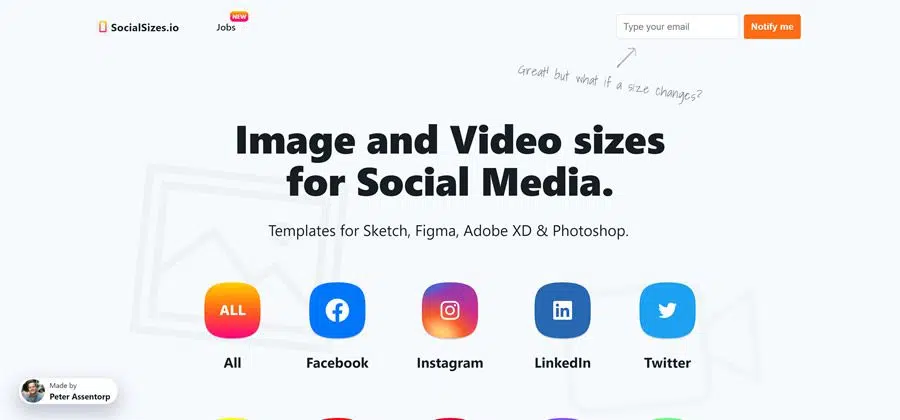 SocialSizes.io
Jobs
NEW
Type your email
Notify me
Great! but what if a size changes?
Image and Video sizes
for Social Media.
Templates for Sketch, Figma, Adobe XD & Photoshop.
ALL
All
Facebook
Instagram
LinkedIn
Twitter
Made by
Peter Assentorp